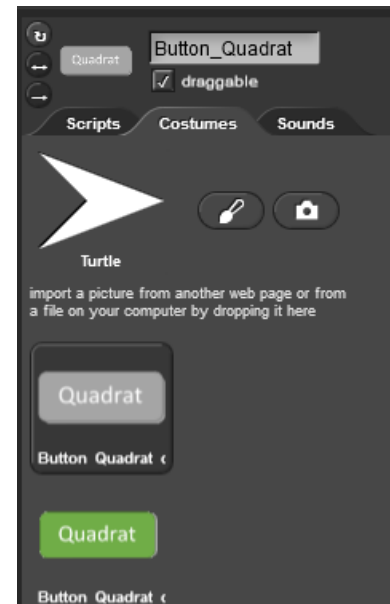 Quadrat
Button_Quadrat
draggable
Scripts Costumes Sounds
Turtle
import a picture from another web page or from
a file on your computer by dropping it here
Quadrat
Button Quadrat
Quadrat
Button Quadrat